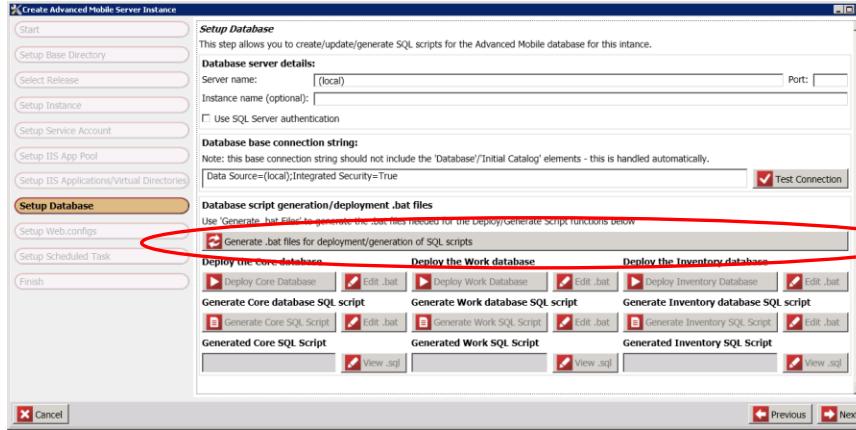 Create Advanced Mobile Server Instance
Start
Setup Base Directory
Select Release
Setup Instance
Setup Service Account
Setup IIS App Pool
Setup IIS Applications/Virtual Directories
Setup Database
Setup Web.configs
Setup Scheduled Task
Finish
Setup Database
This step allows you to create/update/generate SQL scripts for the Advanced Mobile database for this intance.
Database server details:
Server name: (local) Port:
Instance name (optional):
Use SQL Server authentication
Database base connection string:
Note: this base connection string should not include the 'Database'/'Initial Catalog' elements - this is handled automatically.
Data Source=(local);Integrated Security=True Test Connection
Database script generation/deployment .bat files
Use 'Generate .bat Files' to generate the .bat files needed for the Deploy/Generate Script functions below
Generate .bat files for deployment/generation of SQL scripts
Deploy the Core database Deploy the Work database Deploy the Inventory database
Deploy Core Database Edit .bat Deploy Work Database Edit .bat Deploy Inventory Database Edit .bat
Generate Core database SQL script Generate Work database SQL script Generate Inventory database SQL script
Generate Core SQL Script Edit .bat Generate Work SQL Script Edit .bat Generate Inventory SQL Script Edit .bat
Generated Core SQL Script Generated Work SQL Script Generated Inventory SQL Script
View .sql View .sql View .sql
Cancel Previous Next